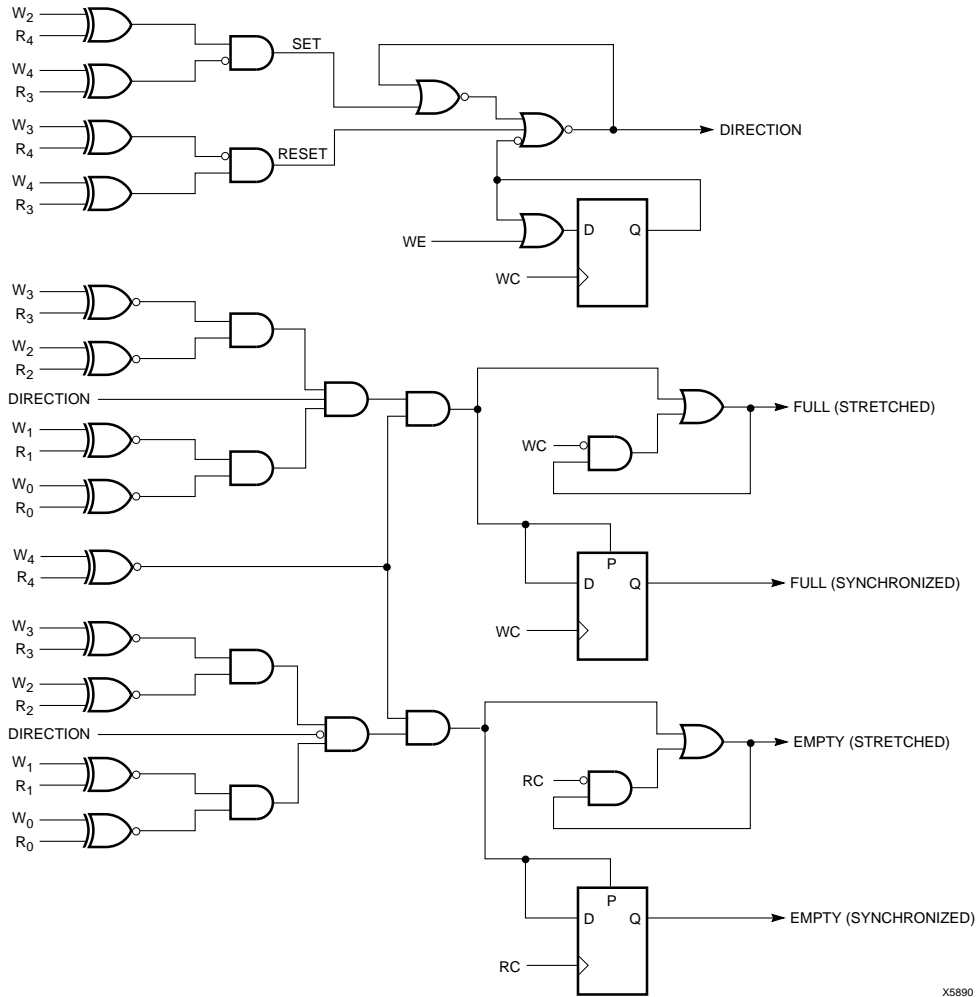 W2
R4
SET
W4
R3
W3
R4
RESET
DIRECTION
W4
R3
WE
D Q
WC
W3
R3
W2
R2
DIRECTION
FULL (STRETCHED)
W1
R1
WC
W0
R0
W4
R4
P
D Q
FULL (SYNCHRONIZED)
WC
W3
R3
W2
R2
DIRECTION
EMPTY (STRETCHED)
W1
R1
RC
W0
R0
P
D Q
EMPTY (SYNCHRONIZED)
RC
X5890